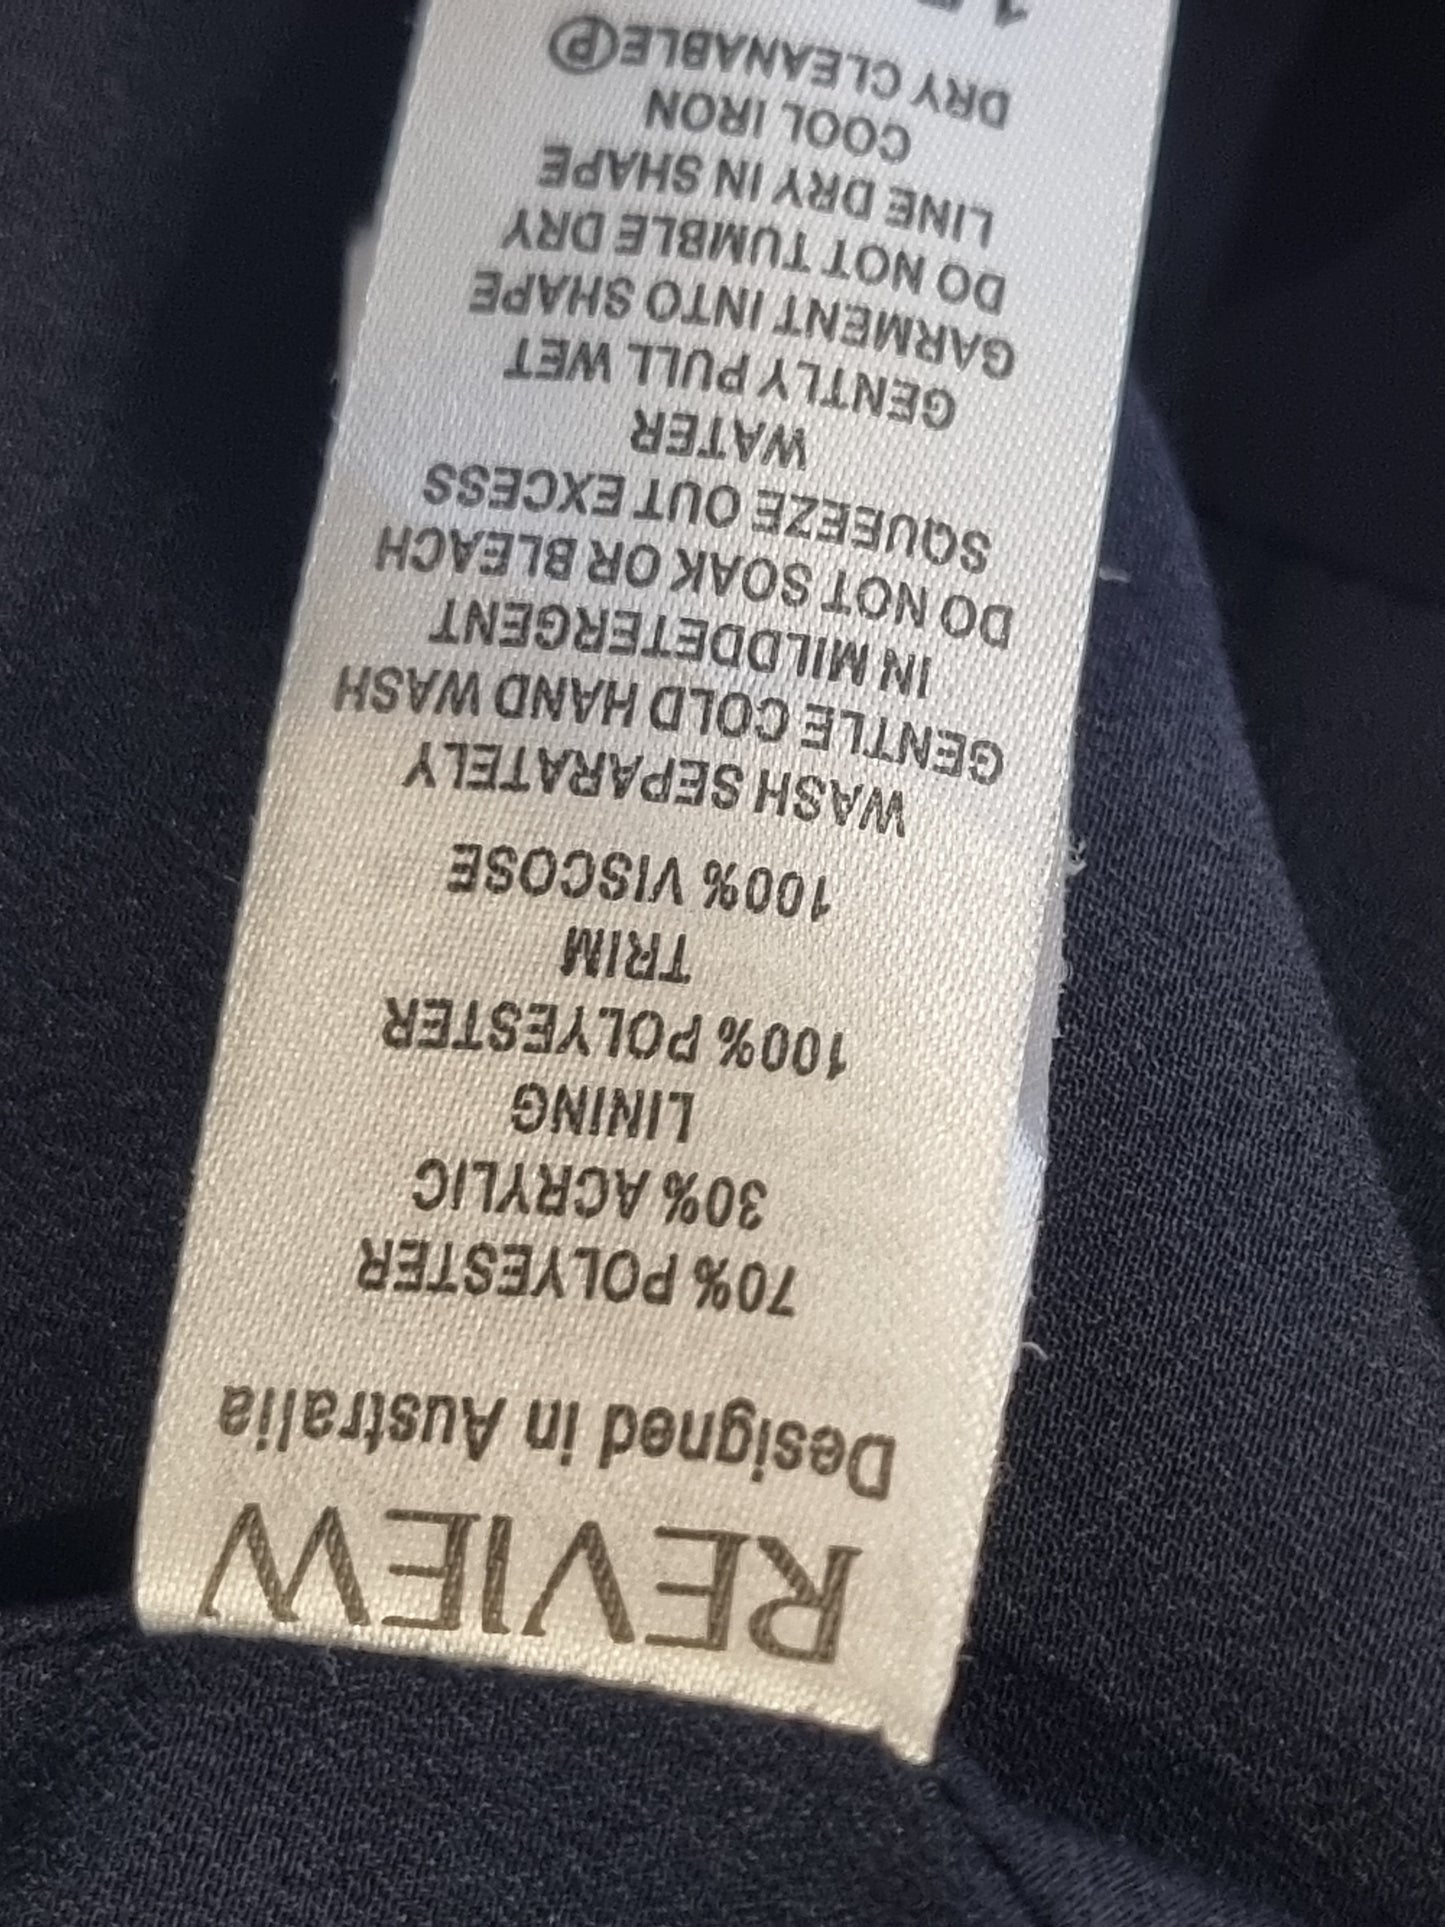 REVIEW
Designed in Australia
70% POLYESTER
30% ACRYLIC
LINING
100% POLYESTER
TRIM
100% VISCOSE
WASH SEPARATELY
GENTLE COLD HAND WASH
IN MILDDETERGENT
DO NOT SOAK OR BLEACH
SQUEEZE OUT EXCESS
WATER
GENTLY PULL WET
GARMENT INTO SHAPE
DO NOT TUMBLE DRY
LINE DRY IN SHAPE
COOL IRON
DRY CLEANABLE Ⓟ